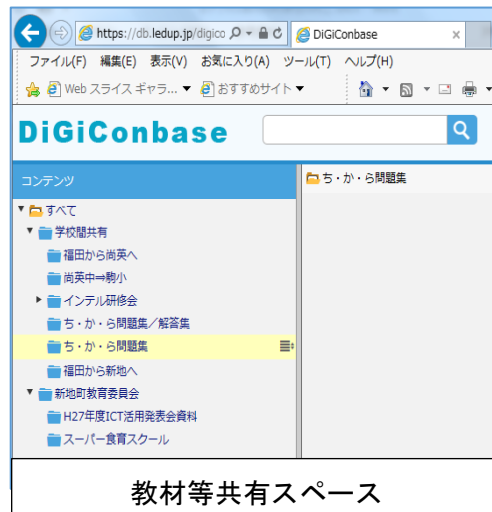 https://db.ledup.jp/digico
DiGiConbase
ファイル(F) 編集(E) 表示(V) お気に入り(A) ツール(T) ヘルプ(H)
Web スライス ギャラ... おすすめサイト
DiGiConbase
コンテンツ
ち・か・ら問題集
すべて
学校間共有
福田から尚英へ
尚英中⇒駒小
インテル研修会
ち・か・ら問題集／解答集
ち・か・ら問題集
福田から新地へ
新地町教育委員会
H27年度ICT活用発表会資料
スーパー食育スクール
教材等共有スペース